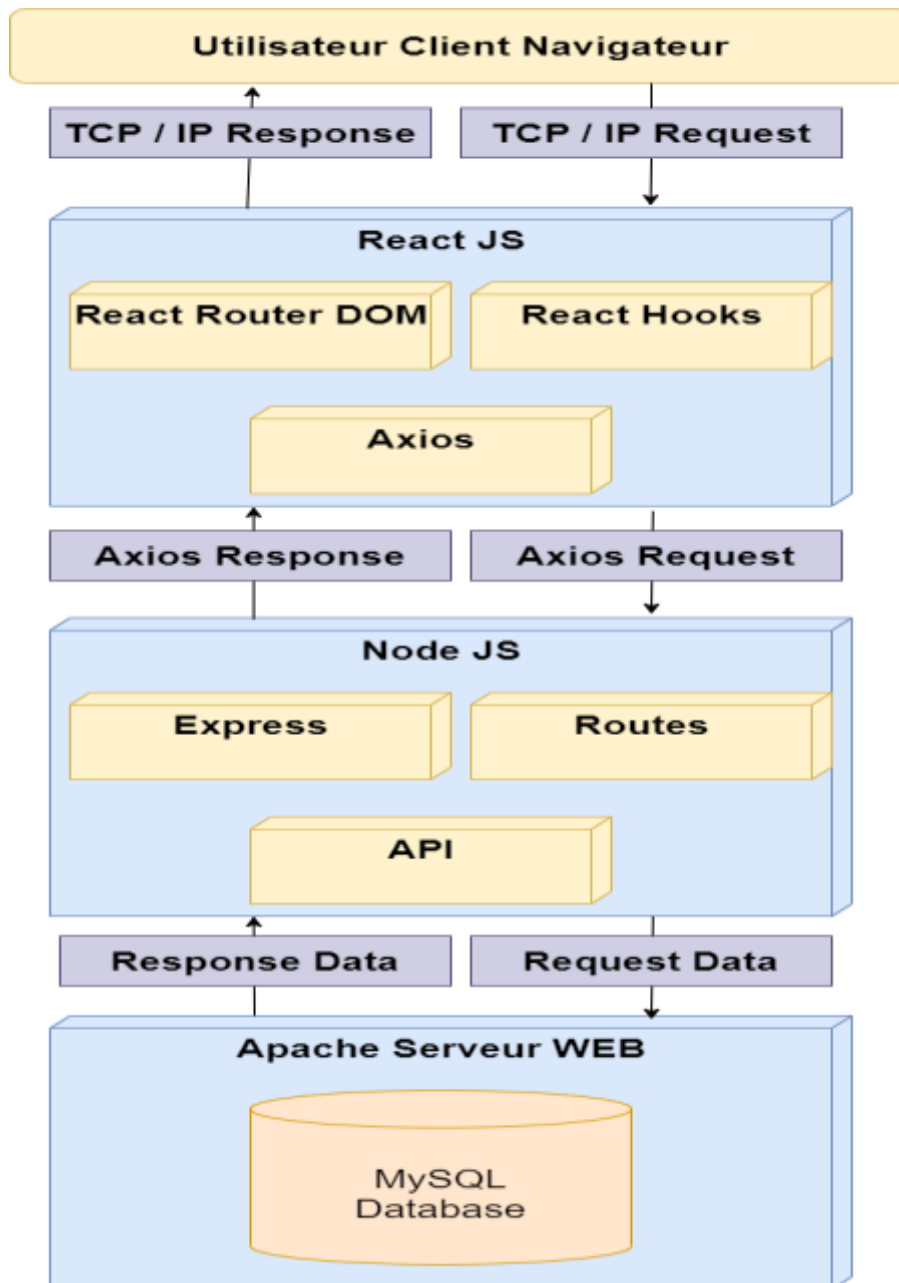 Utilisateur Client Navigateur
TCP / IP Response
TCP / IP Request
React JS
React Router DOM
React Hooks
Axios
Axios Response
Axios Request
Node JS
Express
Routes
API
Response Data
Request Data
Apache Serveur WEB
MySQL
Database